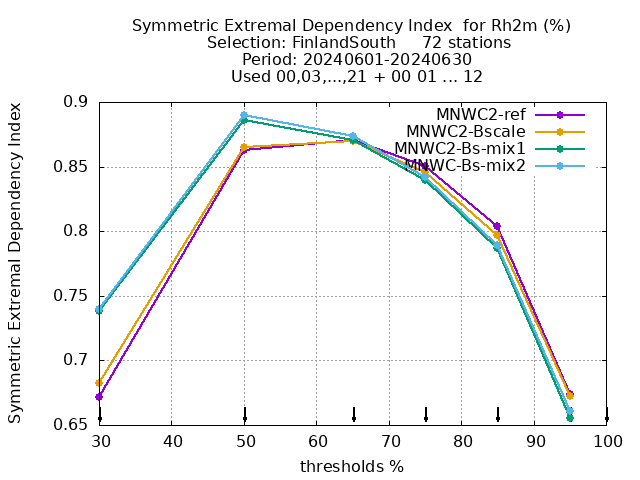 Symmetric Extremal Dependency Index  for Rh2m (%)
Selection: FinlandSouth     72 stations
Period: 20240601-20240630
Used 00,03,...,21 + 00 01 ... 12
Symmetric Extremal Dependency Index
0.9
0.85
0.8
0.75
0.7
0.65
MNWC2-ref
MNWC2-Bscale
MNWC2-Bs-mix1
MNWC-Bs-mix2
30 40 50 60 70 80 90 100
thresholds %